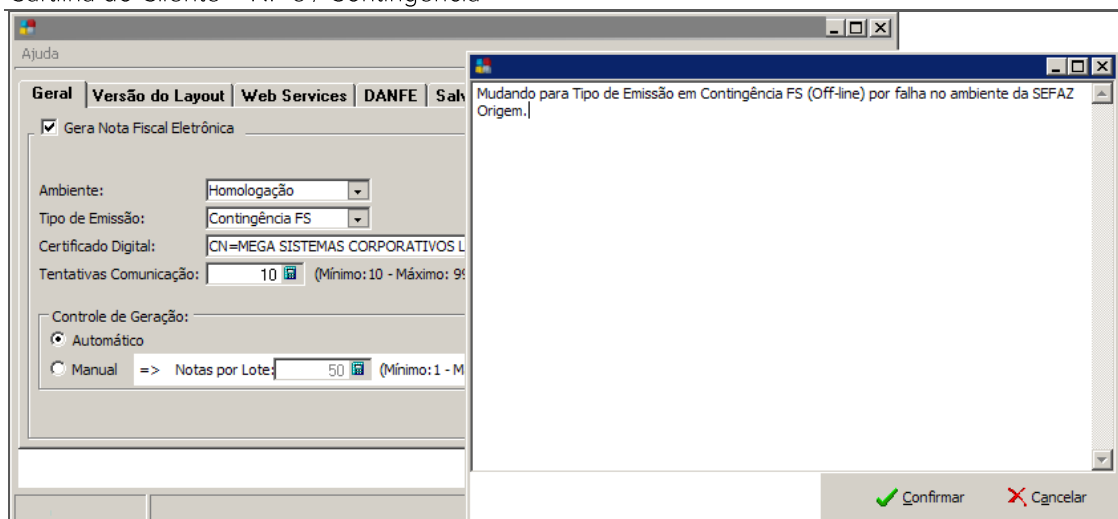 Ajuda
Geral Versão do Layout Web Services DANFE
Gera Nota Fiscal Eletrônica
Ambiente: Homologação
Tipo de Emissão: Contingência FS
Certificado Digital: CN=MEGA SISTEMAS CORPORATIVOS L
Tentativas Comunicação: 10 (Mínimo:10 - Máximo: 99
Controle de Geração:
Automático
Manual => Notas por Lote: 50 (Mínimo:1 - M
Mudando para Tipo de Emissão em Contingência FS (Off-line) por falha no ambiente da SEFAZ
Origem.
Confirmar Cancelar